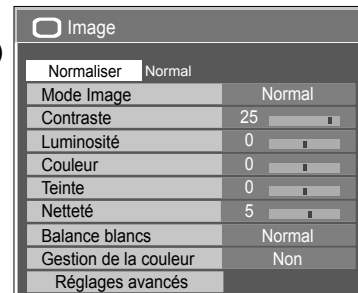 Image
Normaliser Normal
Mode Image Normal
Contraste 25
Luminosité 0
Couleur 0
Teinte 0
Netteté 5
Balance blancs Normal
Gestion de la couleur Non
Réglages avancés